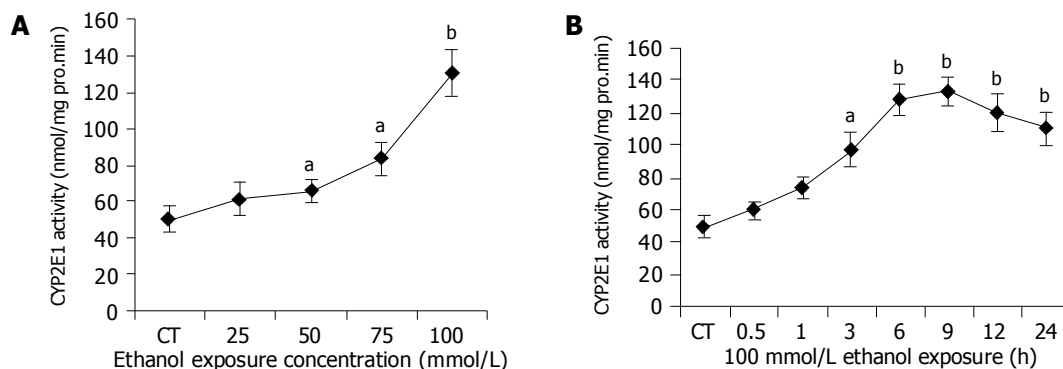 A
CYP2E1 activity (nmol/mg pro.min)
160
140
120
100
80
60
40
20
0
a
a
b
CT 25 50 75 100
Ethanol exposure concentration (mmol/L)
B
CYP2E1 activity (nmol/mg pro.min)
160
140
120
100
80
60
40
20
0
a
b
b
b
b
CT 0.5 1 3 6 9 12 24
100 mmol/L ethanol exposure (h)